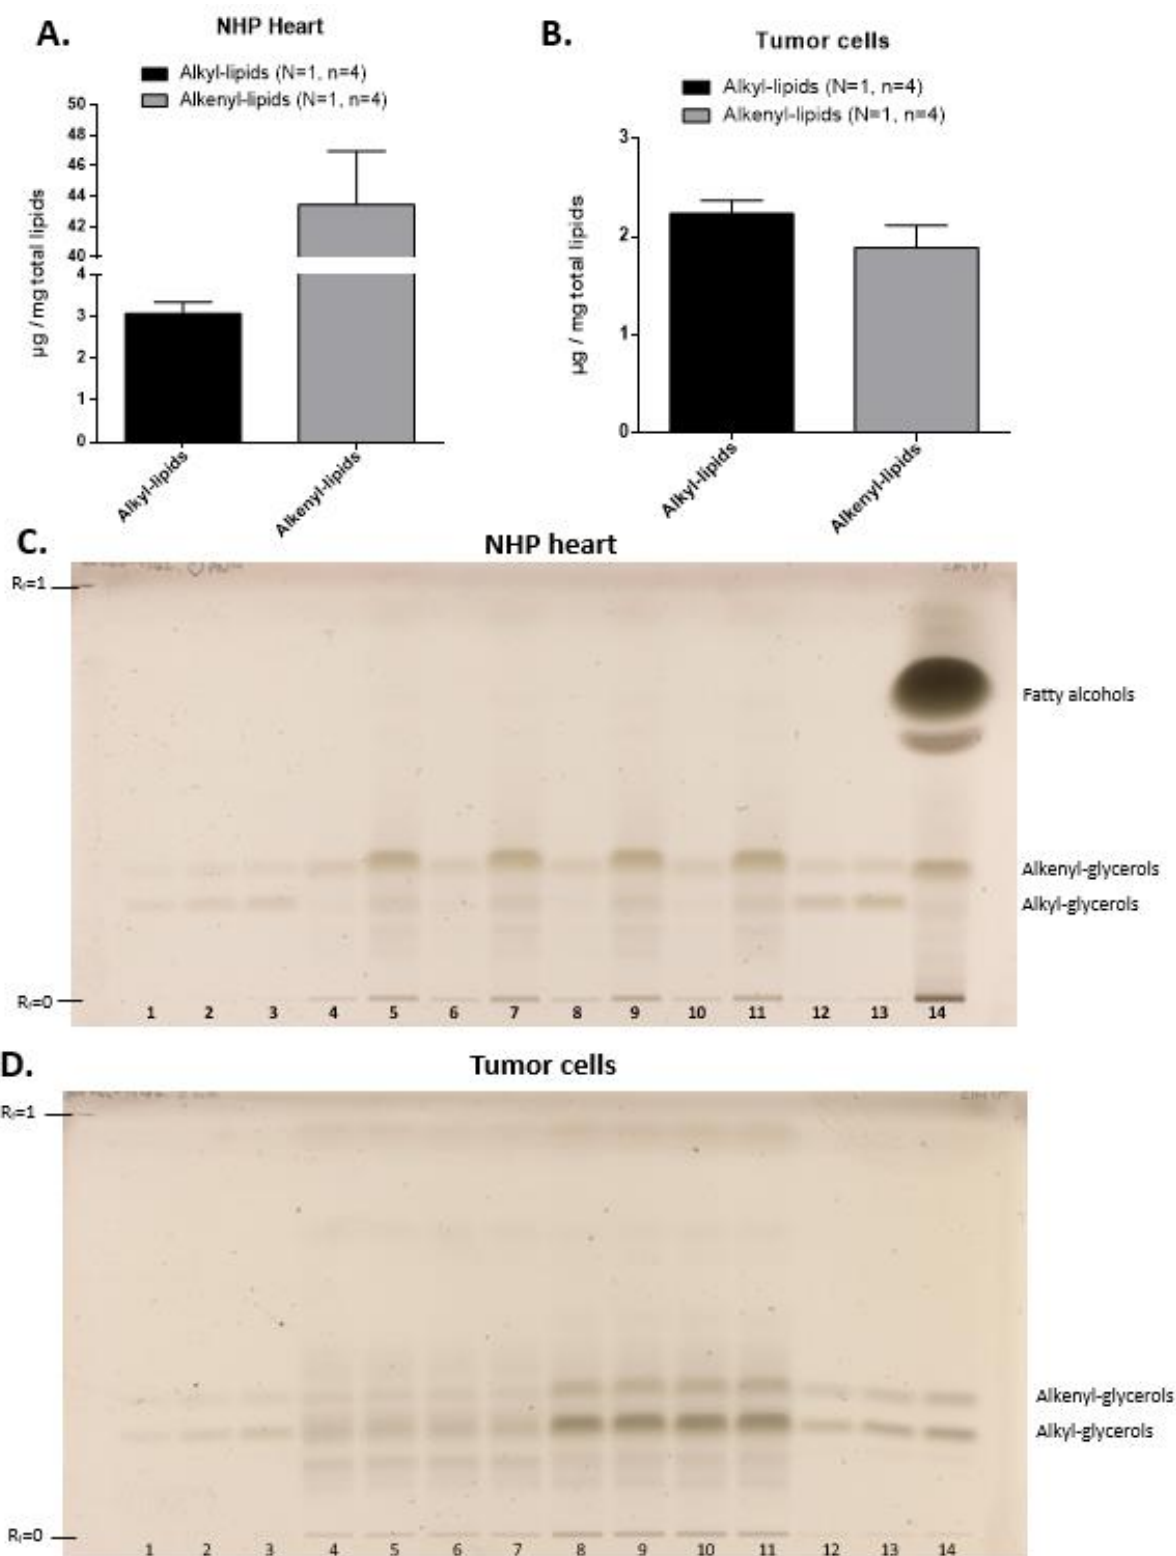 A.
NHP Heart
Alkyl-lipids (N=1, n=4)
Alkenyl-lipids (N=1, n=4)
50
48
46
44
42
40
4
3
2
1
0
µg / mg total lipids
Alkyl-lipids
Alkenyl-lipids
B.
Tumor cells
Alkyl-lipids (N=1, n=4)
Alkenyl-lipids (N=1, n=4)
3
2
1
0
µg / mg total lipids
Alkyl-lipids
Alkenyl-lipids
C.
NHP heart
Rf=1
Fatty alcohols
Alkenyl-glycerols
Alkyl-glycerols
Rf=0
1 2 3 4 5 6 7 8 9 10 11 12 13 14
D.
Tumor cells
Rf=1
Alkenyl-glycerols
Alkyl-glycerols
Rf=0
1 2 3 4 5 6 7 8 9 10 11 12 13 14